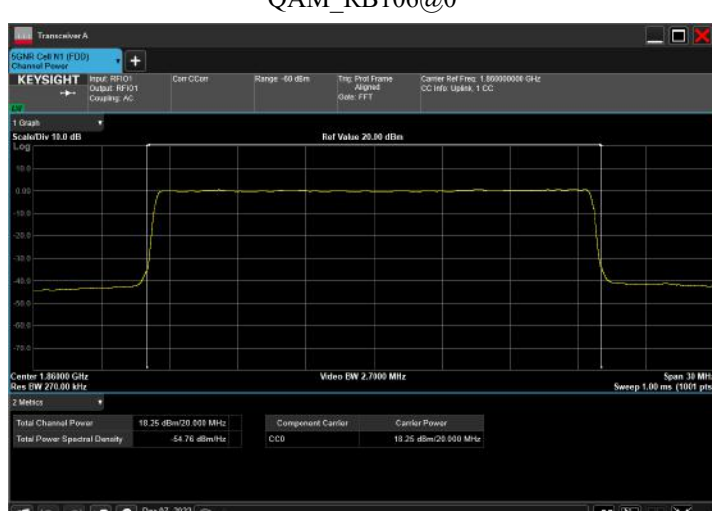 QAM_RB106@0
Transceiver A
5GNR Cell N1 (FDD)
Channel Power
KEYSIGHT
Input: RFIO1
Output: RFIO1
Coupling: AC
Corr CCorr
Range -60 dBm
Trig: Prot Frame
Aligned
Gate: FFT
Carrier Ref Freq: 1.860000000 GHz
CC Info: Uplink, 1 CC
1 Graph
Scale/Div 10.0 dB
Ref Value 20.00 dBm
Log
10.0
0.00
-10.0
-20.0
-30.0
-40.0
-50.0
-60.0
-70.0
Center 1.86000 GHz
Video BW 2.7000 MHz
Span 30 MHz
Res BW 270.00 kHz
Sweep 1.00 ms (1001 pts
2 Metrics
Total Channel Power 18.25 dBm/20.000 MHz
Total Power Spectral Density -54.76 dBm/Hz
Component Carrier Carrier Power
CC0 18.25 dBm/20.000 MHz